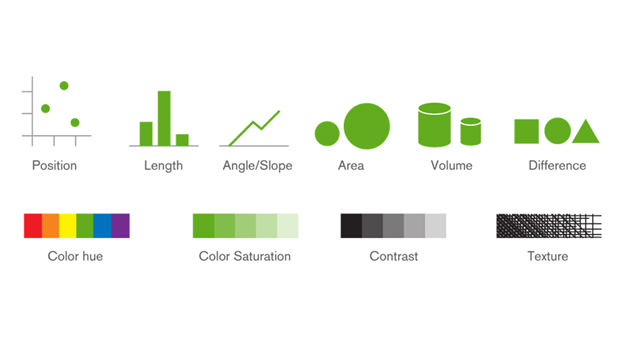 Position
Length
Angle/Slope
Area
Volume
Difference
Color hue
Color Saturation
Contrast
Texture